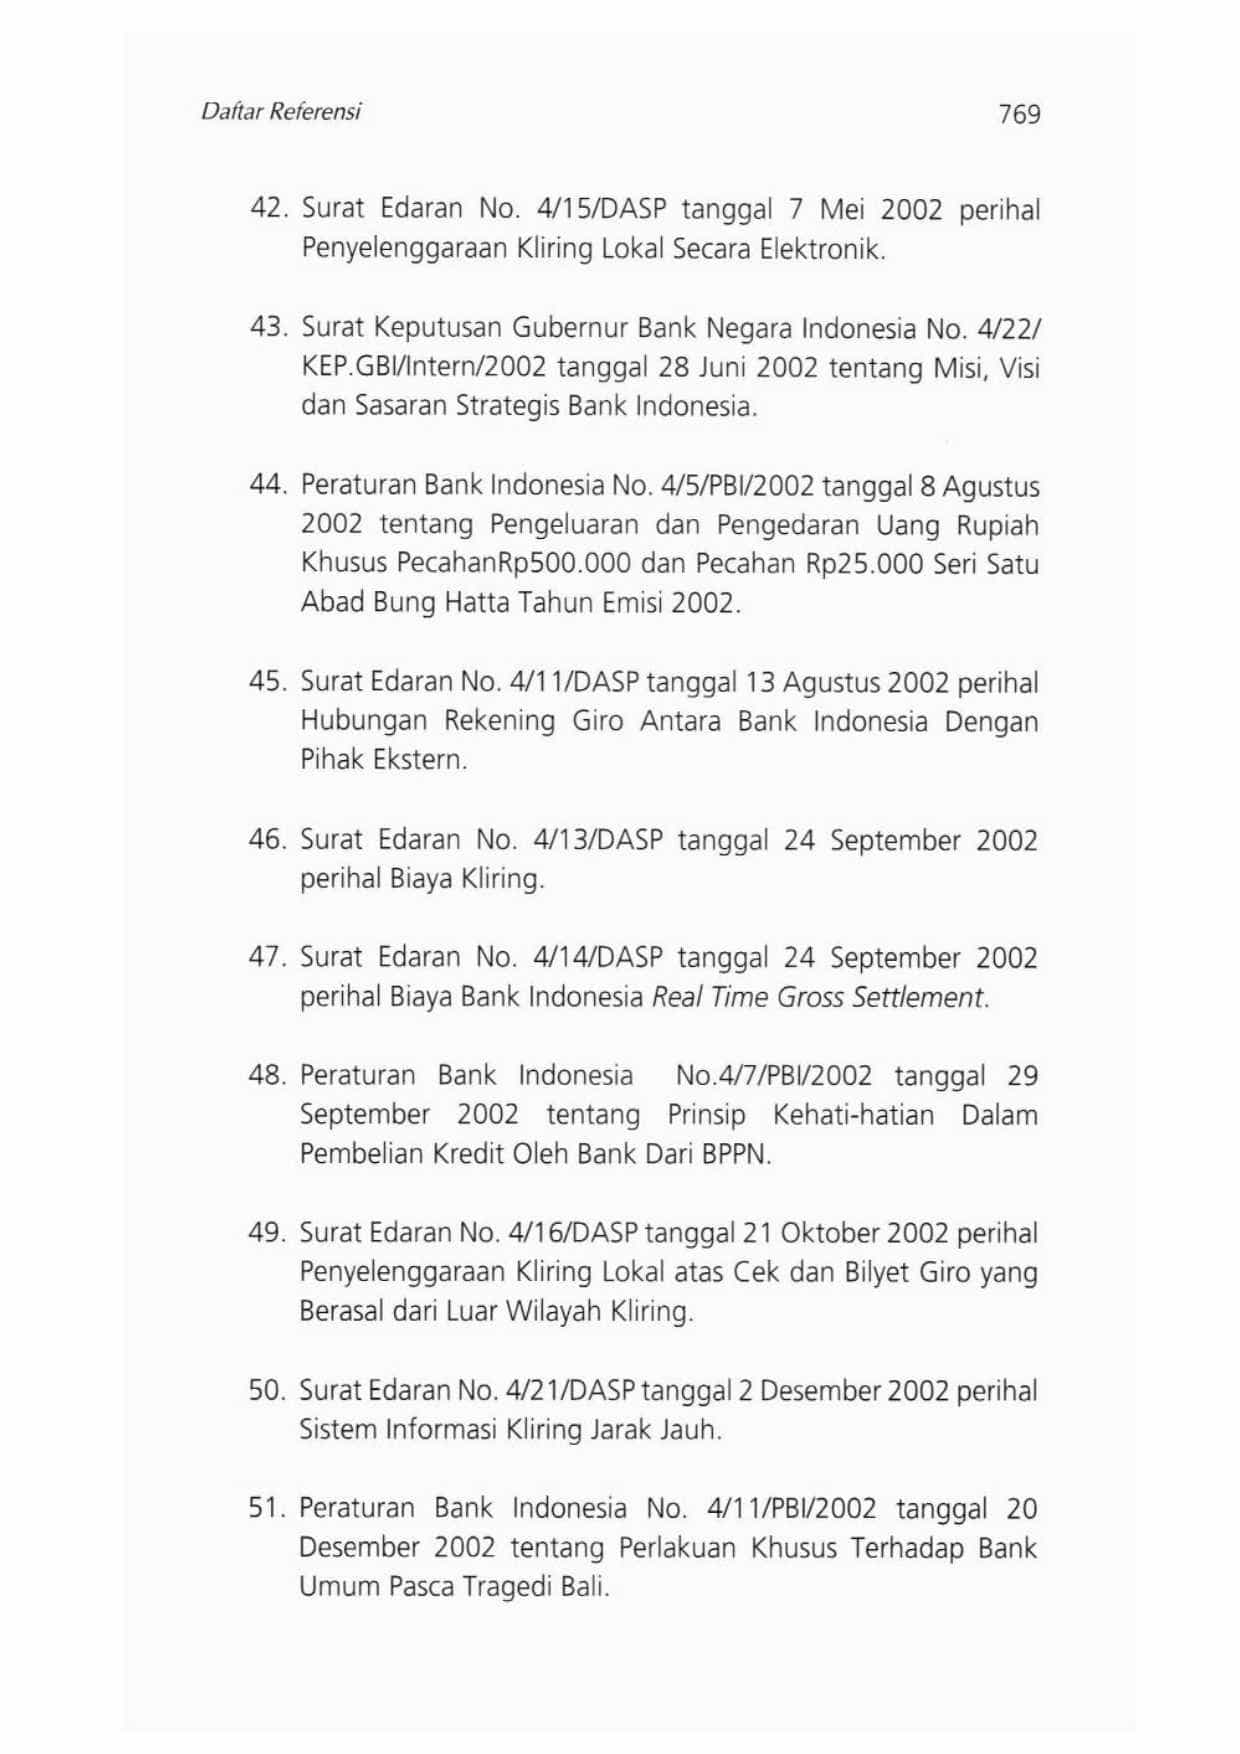 Daftar Referensi 769
42. Surat Edaran No. 4/15/DASP tanggal 7 Mei 2002 perihal
Penyelenggaraan Kliring Lokal Secara Elektronik.
43. Surat Keputusan Gubernur Bank Negara Indonesia No. 4/22/
KEP.GBI/Intern/2002 tanggal 28 Juni 2002 tentang Misi, Visi
dan Sasaran Strategis Bank Indonesia.
44. Peraturan Bank Indonesia No. 4/5/PBI/2002 tanggal 8 Agustus
2002 tentang Pengeluaran dan Pengedaran Uang Rupiah
Khusus PecahanRp500.000 dan Pecahan Rp25.000 Seri Satu
Abad Bung Hatta Tahun Emisi 2002.
45. Surat Edaran No. 4/11/DASP tanggal 13 Agustus 2002 perihal
Hubungan Rekening Giro Antara Bank Indonesia Dengan
Pihak Ekstern.
46. Surat Edaran No. 4/13/DASP tanggal 24 September 2002
perihal Biaya Kliring.
47. Surat Edaran No. 4/14/DASP tanggal 24 September 2002
perihal Biaya Bank Indonesia Real Time Gross Settlement.
48. Peraturan Bank Indonesia No.4/7/PBI/2002 tanggal 29
September 2002 tentang Prinsip Kehati-hatian Dalam
Pembelian Kredit Oleh Bank Dari BPPN.
49. Surat Edaran No. 4/16/DASP tanggal 21 Oktober 2002 perihal
Penyelenggaraan Kliring Lokal atas Cek dan Bilyet Giro yang
Berasal dari Luar Wilayah Kliring.
50. Surat Edaran No. 4/21/DASP tanggal 2 Desember 2002 perihal
Sistem Informasi Kliring Jarak Jauh.
51. Peraturan Bank Indonesia No. 4/11/PBI/2002 tanggal 20
Desember 2002 tentang Perlakuan Khusus Terhadap Bank
Umum Pasca Tragedi Bali.